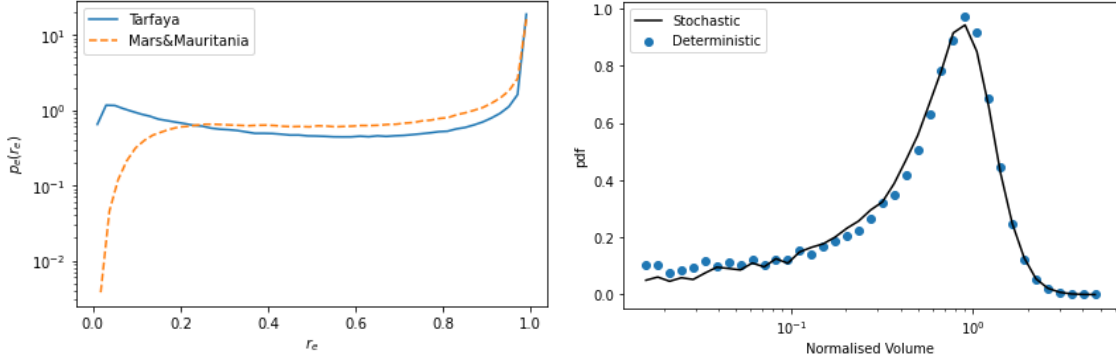 Tarfaya
Mars&Mauritania
10¹
10⁰
10⁻¹
10⁻²
pₑ(rₑ)
0.0 0.2 0.4 0.6 0.8 1.0
rₑ
Stochastic
Deterministic
1.0
0.8
0.6
0.4
0.2
0.0
pdf
10⁻¹ 10⁰
Normalised Volume